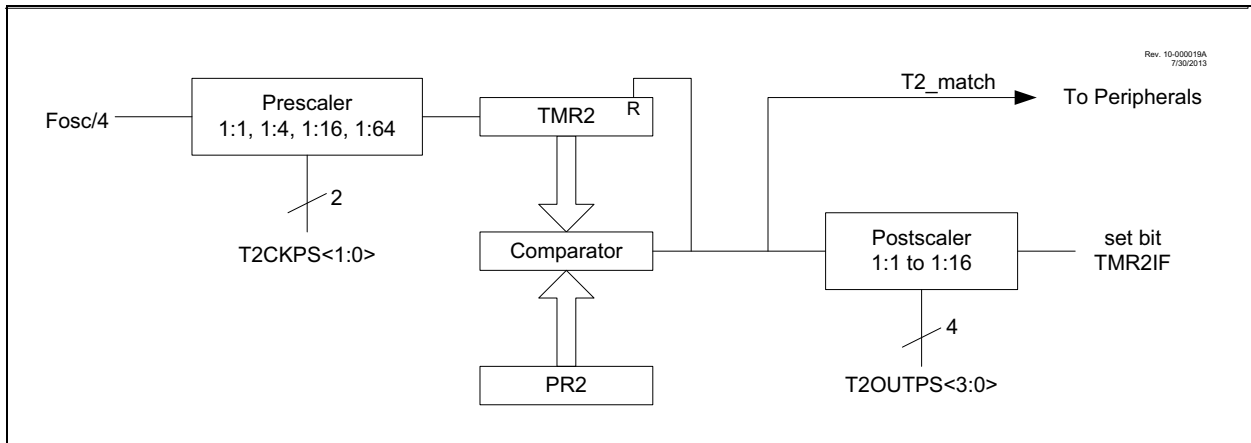 Rev. 10-000019A
7/30/2013
Prescaler
1:1, 1:4, 1:16, 1:64
Fosc/4
2
T2CKPS<1:0>
TMR2
R
Comparator
PR2
T2_match
To Peripherals
Postscaler
1:1 to 1:16
set bit
TMR2IF
4
T2OUTPS<3:0>